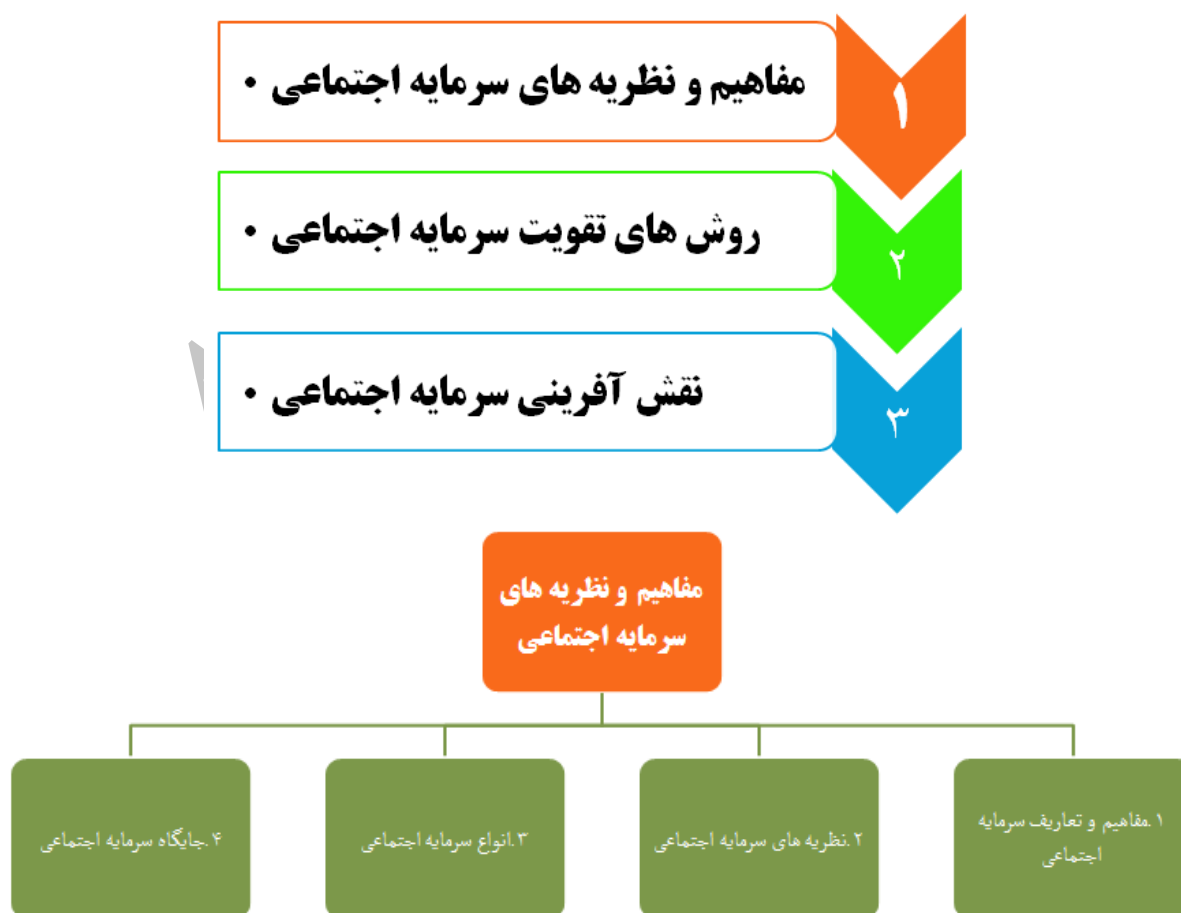 مفاهیم و نظریه های سرمایه اجتماعی •
۱
روش های تقویت سرمایه اجتماعی •
۲
نقش آفرینی سرمایه اجتماعی •
۳
مفاهیم و نظریه های
سرمایه اجتماعی
۱.مفاهیم و تعاریف سرمایه
اجتماعی
۲.نظریه های سرمایه اجتماعی
۳.انواع سرمایه اجتماعی
۴.جایگاه سرمایه اجتماعی